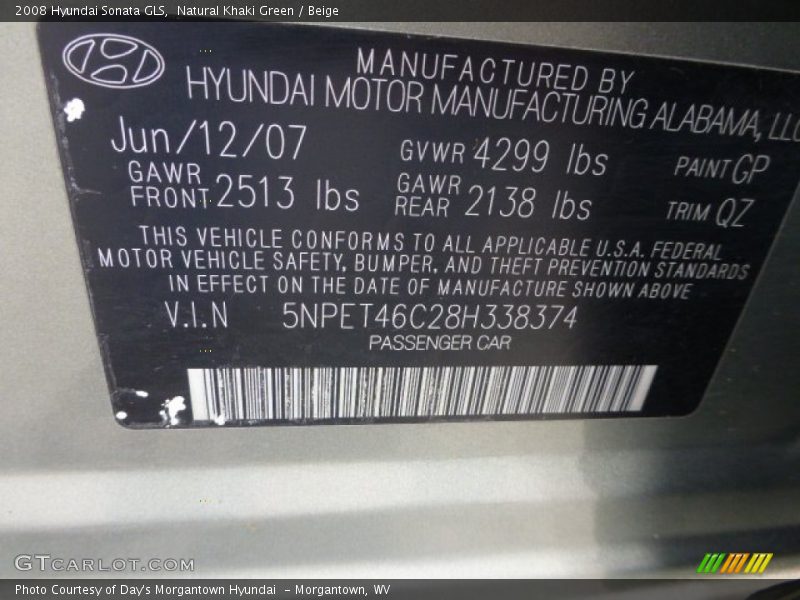 2008 Hyundai Sonata GLS, Natural Khaki Green / Beige
MANUFACTURED BY
HYUNDAI MOTOR MANUFACTURING ALABAMA, LLC
Jun/12/07 GVWR 4299 lbs PAINT GP
GAWR FRONT 2513 lbs GAWR REAR 2138 lbs TRIM QZ
THIS VEHICLE CONFORMS TO ALL APPLICABLE U.S.A. FEDERAL
MOTOR VEHICLE SAFETY, BUMPER, AND THEFT PREVENTION STANDARDS
IN EFFECT ON THE DATE OF MANUFACTURE SHOWN ABOVE
V.I.N 5NPET46C28H338374
PASSENGER CAR
GTCARLOT.COM
Photo Courtesy of Day's Morgantown Hyundai - Morgantown, WV